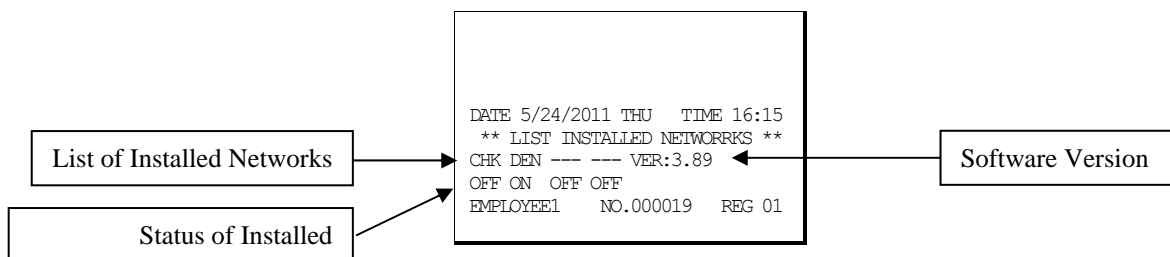 DATE 5/24/2011 THU TIME 16:15
** LIST INSTALLED NETWORRKS **
CHK DEN --- --- VER:3.89
OFF ON OFF OFF
EMPLOYEE1 NO.000019 REG 01
List of Installed Networks
Status of Installed
Software Version